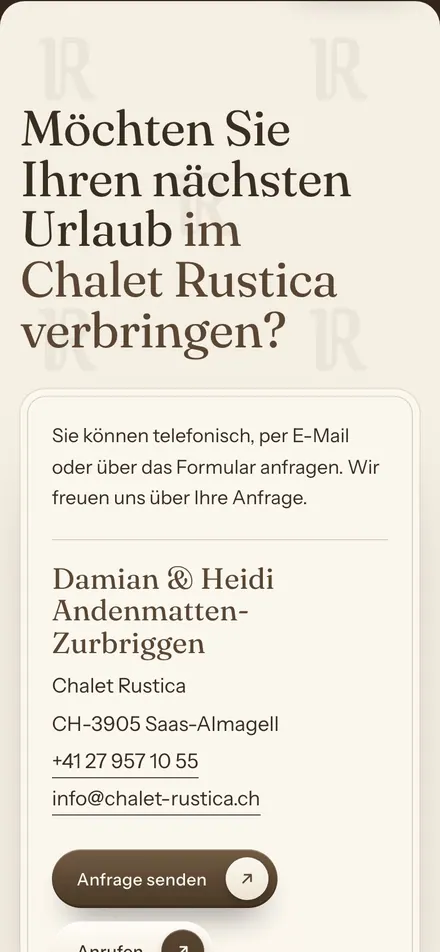 Möchten Sie
Ihren nächsten
Urlaub im
Chalet Rustica
verbringen?
Sie können telefonisch, per E-Mail
oder über das Formular anfragen. Wir
freuen uns über Ihre Anfrage.
Damian & Heidi
Andenmatten-
Zurbriggen
Chalet Rustica
CH-3905 Saas-Almagell
+41 27 957 10 55
info@chalet-rustica.ch
Anfrage senden
Anrufen